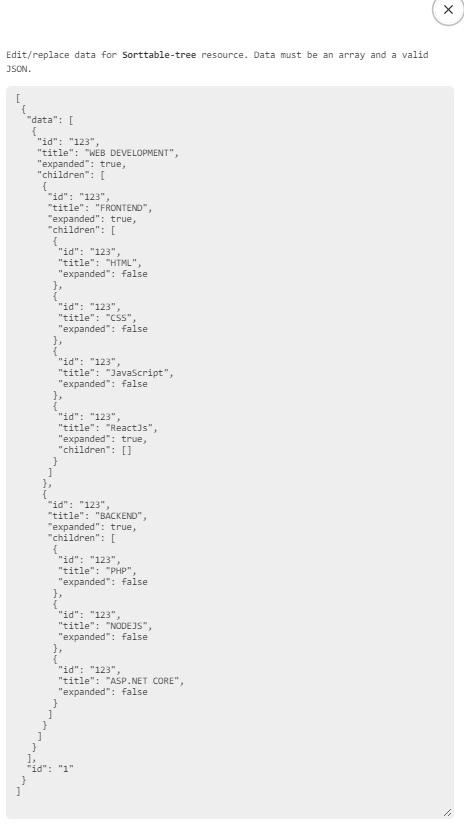 Edit/replace data for Sorttable-tree resource. Data must be an array and a valid
JSON.
[
 {
  "data": [
   {
    "id": "123",
    "title": "WEB DEVELOPMENT",
    "expanded": true,
    "children": [
     {
      "id": "123",
      "title": "FRONTEND",
      "expanded": true,
      "children": [
       {
        "id": "123",
        "title": "HTML",
        "expanded": false
       },
       {
        "id": "123",
        "title": "CSS",
        "expanded": false
       },
       {
        "id": "123",
        "title": "JavaScript",
        "expanded": false
       },
       {
        "id": "123",
        "title": "ReactJs",
        "expanded": true,
        "children": []
       }
      ]
     },
     {
      "id": "123",
      "title": "BACKEND",
      "expanded": true,
      "children": [
       {
        "id": "123",
        "title": "PHP",
        "expanded": false
       },
       {
        "id": "123",
        "title": "NODEJS",
        "expanded": false
       },
       {
        "id": "123",
        "title": "ASP.NET CORE",
        "expanded": false
       }
      ]
     }
    ]
   }
  ],
  "id": "1"
 }
]